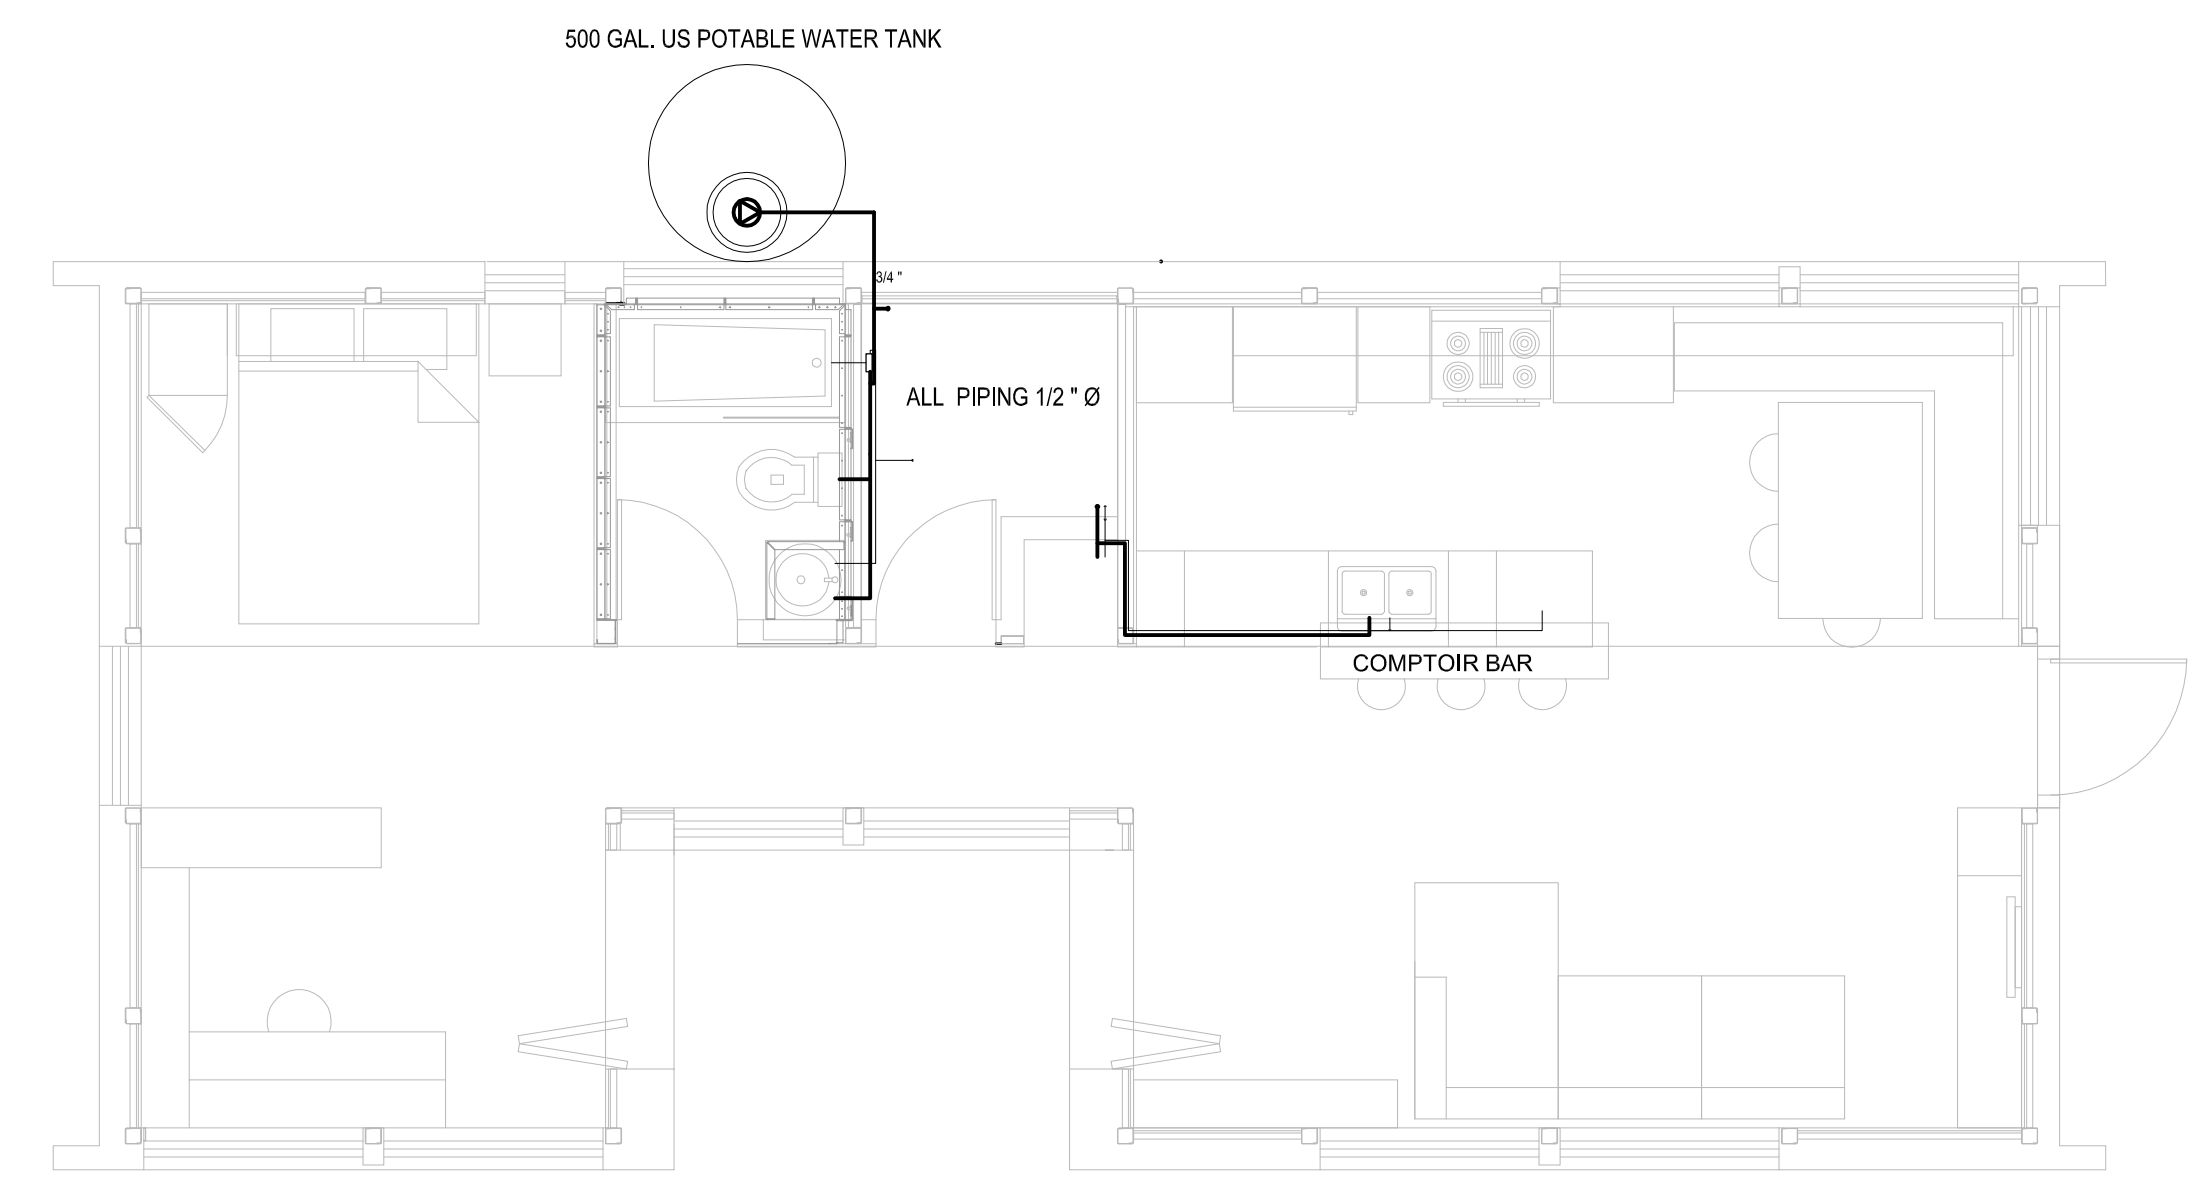 500 GAL. US POTABLE WATER TANK
3/4 "
ALL PIPING 1/2 " Ø
COMPTOIR BAR